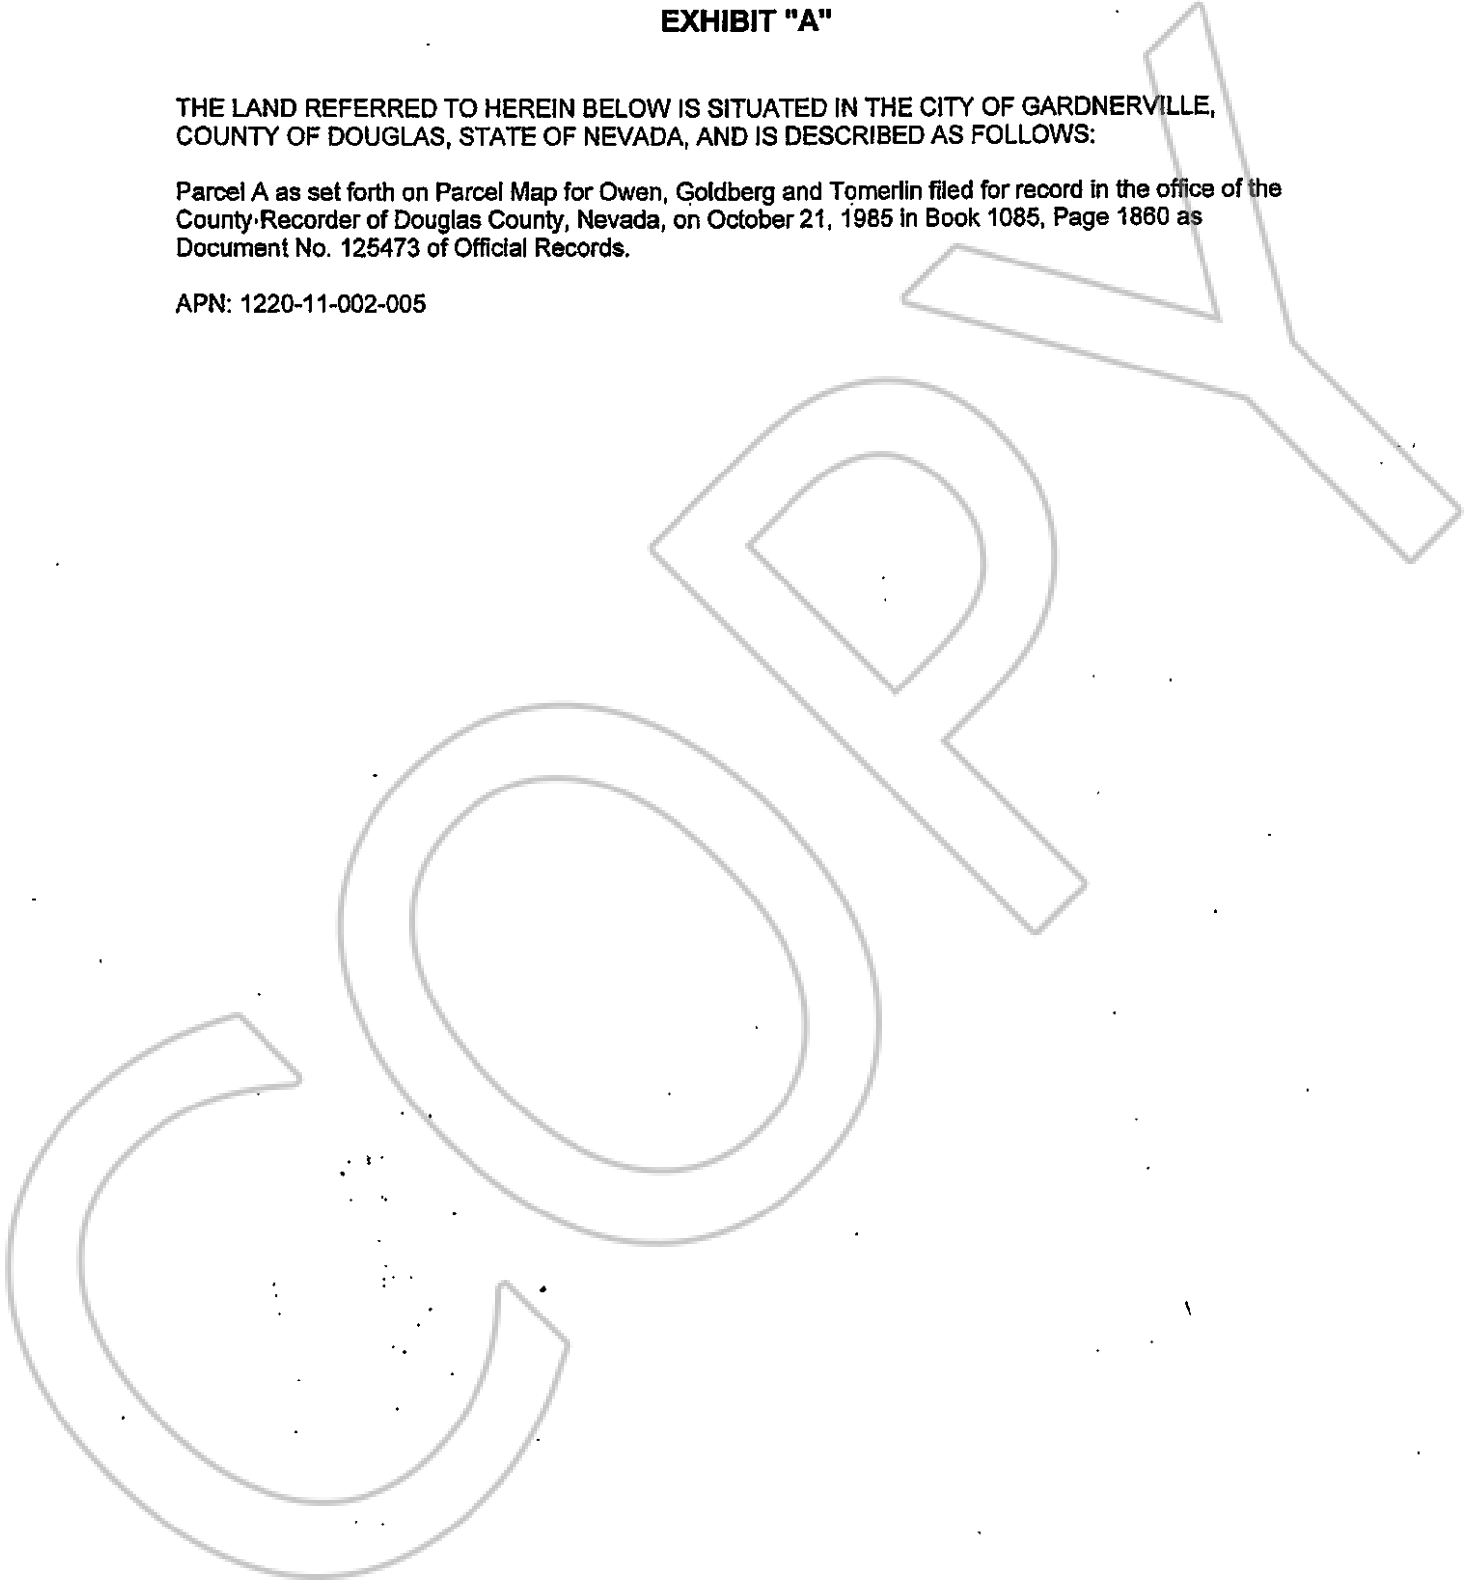 EXHIBIT "A"
THE LAND REFERRED TO HEREIN BELOW IS SITUATED IN THE CITY OF GARDNERVILLE,
COUNTY OF DOUGLAS, STATE OF NEVADA, AND IS DESCRIBED AS FOLLOWS:
Parcel A as set forth on Parcel Map for Owen, Goldberg and Tomerlin filed for record in the office of the
County Recorder of Douglas County, Nevada, on October 21, 1985 in Book 1085, Page 1860 as
Document No. 125473 of Official Records.
APN: 1220-11-002-005
COPY